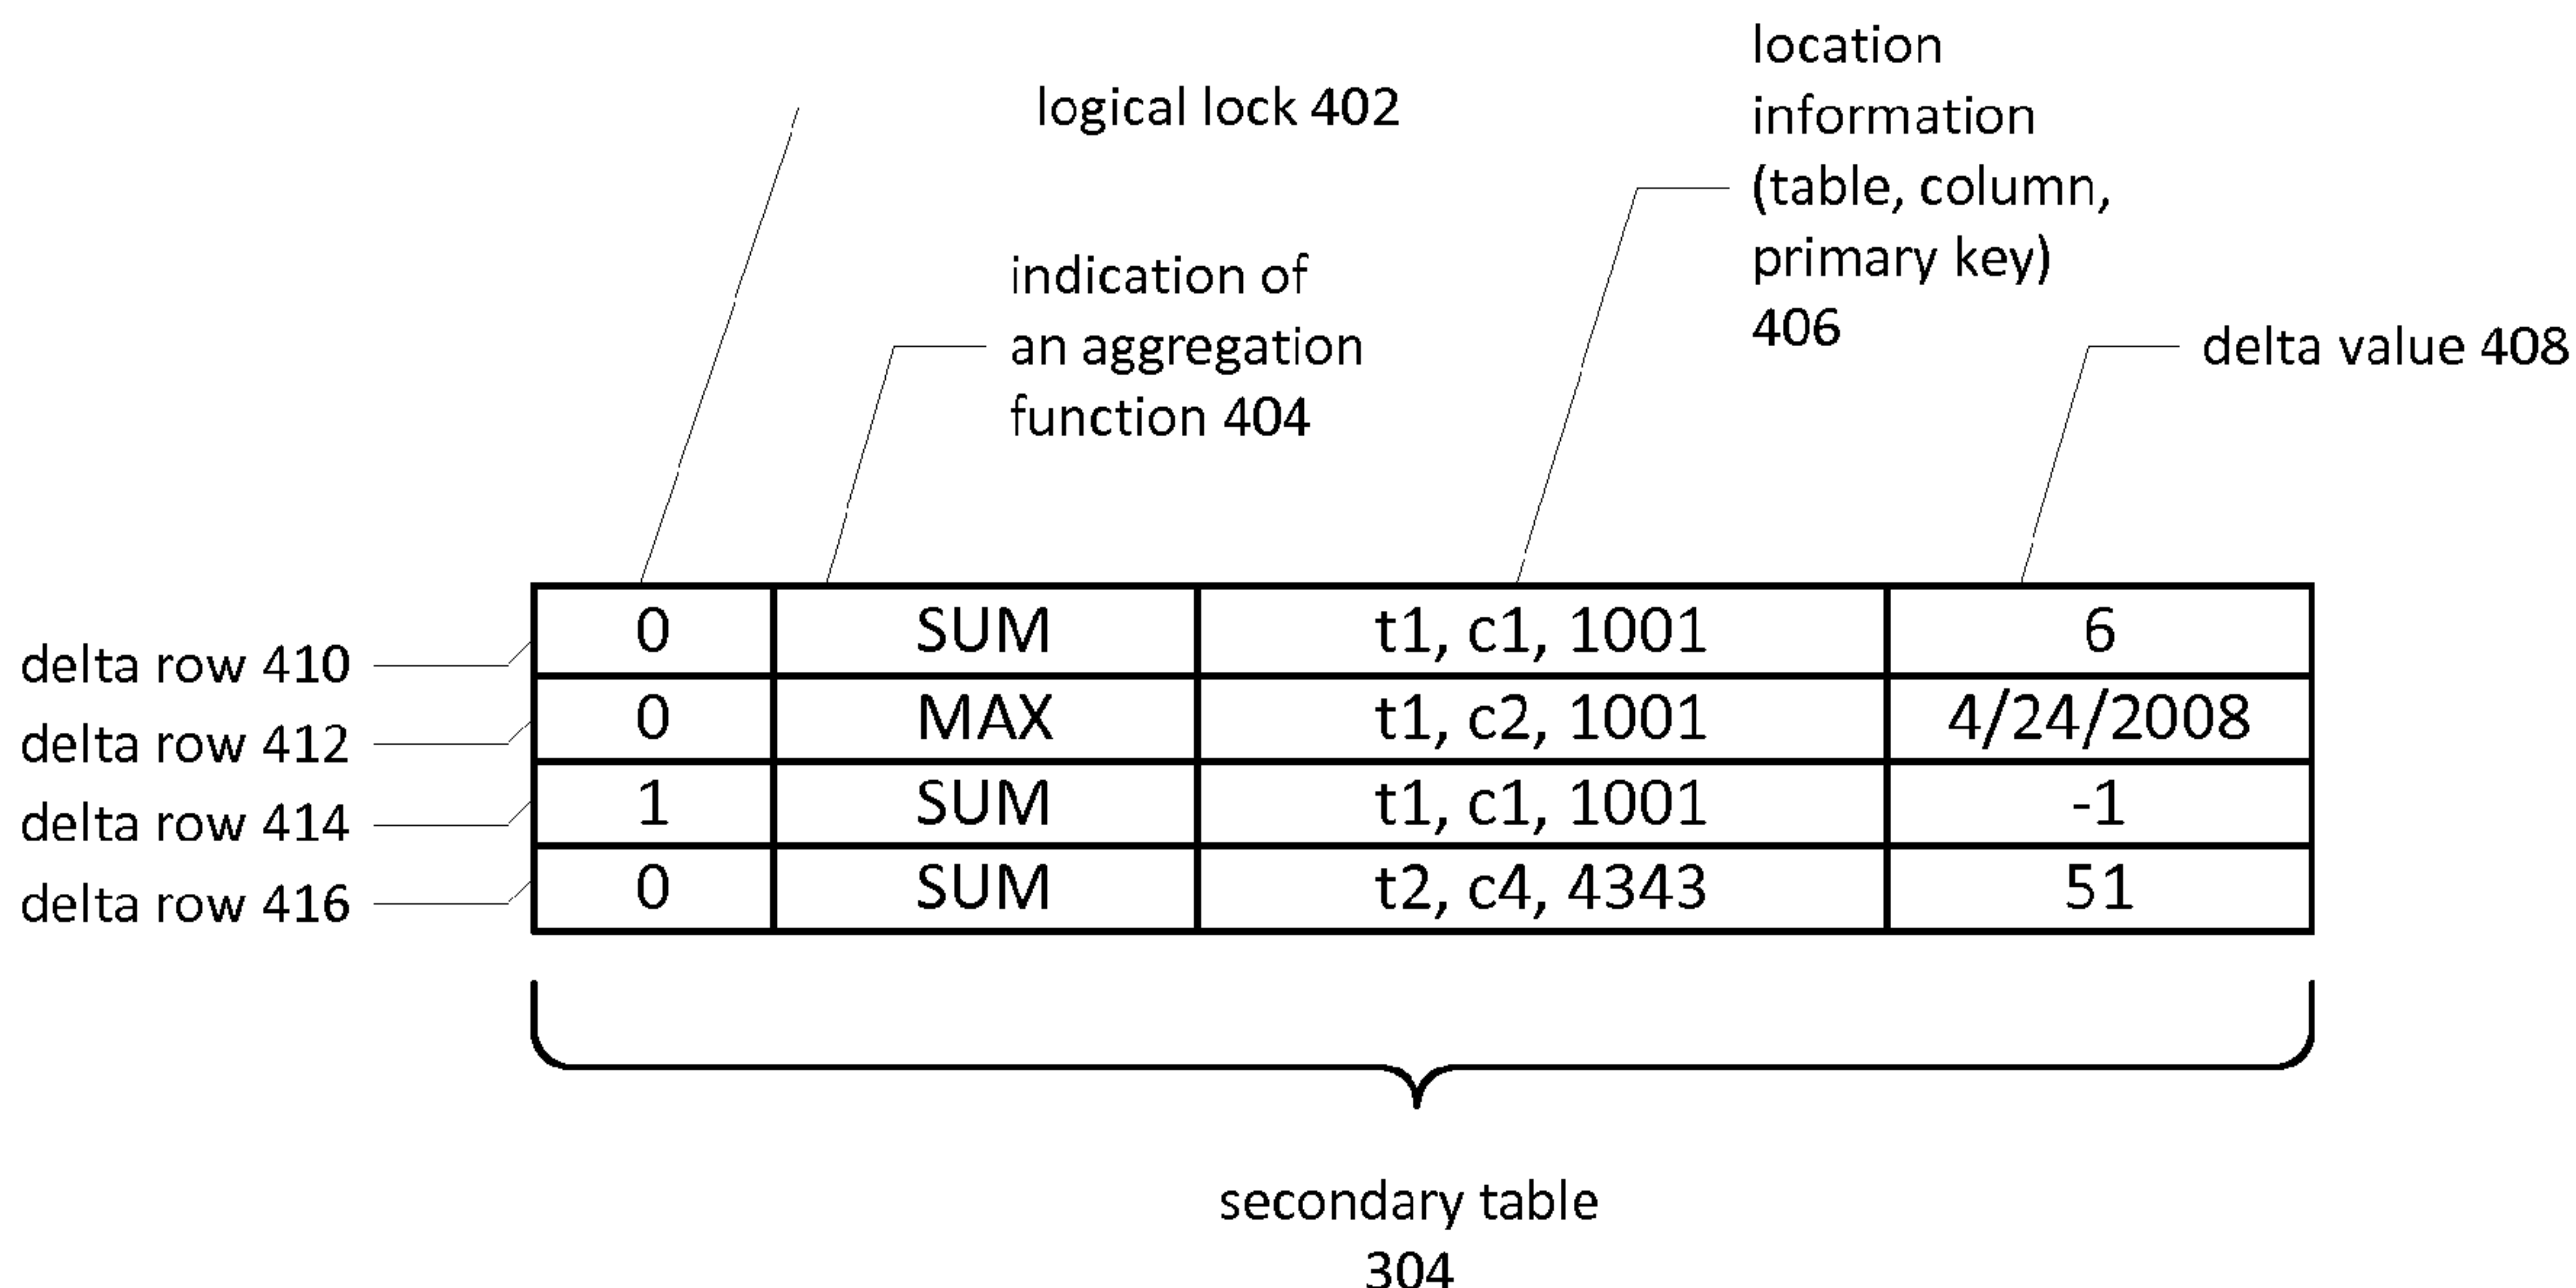 location
information
(table, column,
primary key)
406
logical lock 402
indication of
an aggregation
function 404
delta value 408
delta row 410
0 SUM t1, c1, 1001 6
delta row 412
0 MAX t1, c2, 1001 4/24/2008
delta row 414
1 SUM t1, c1, 1001 -1
delta row 416
0 SUM t2, c4, 4343 51
secondary table
304